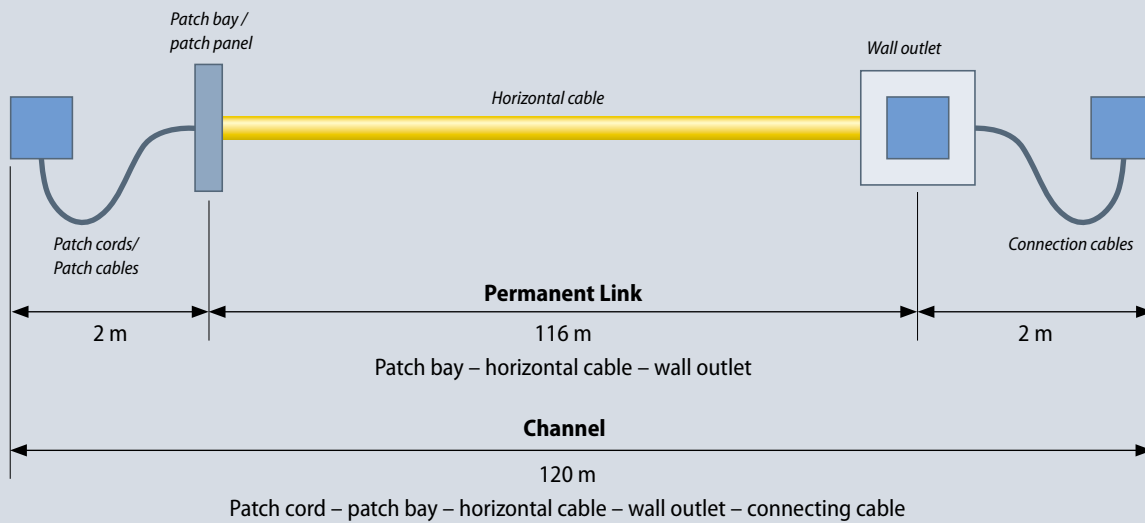 Patch bay /
patch panel
Wall outlet
Horizontal cable
Patch cords/
Patch cables
Connection cables
Permanent Link
2 m
116 m
2 m
Patch bay – horizontal cable – wall outlet
Channel
120 m
Patch cord – patch bay – horizontal cable – wall outlet – connecting cable